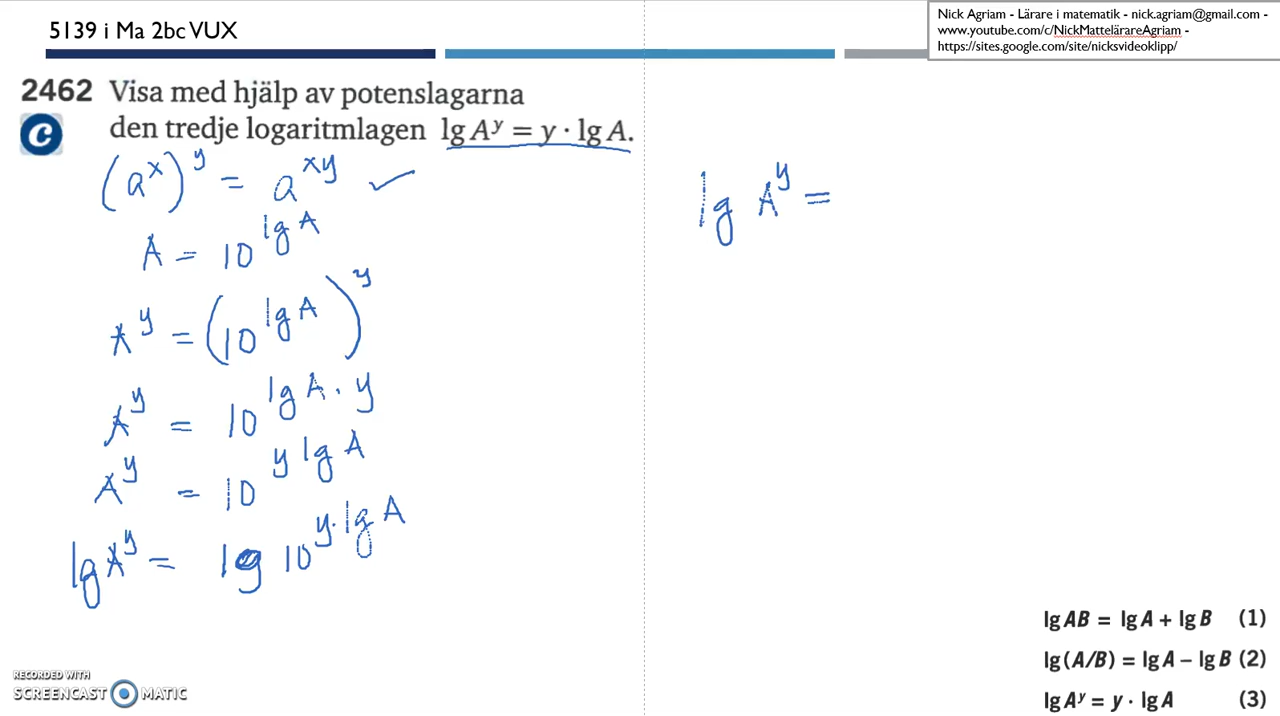 5139 i Ma 2bc VUX
Nick Agriam - Lärare i matematik - nick.agriam@gmail.com -
www.youtube.com/c/NickMattelärareAgriam -
https://sites.google.com/site/nicksvideoklipp/
2462 Visa med hjälp av potenslagarna
C den tredje logaritmlagen lg A^y = y · lg A.
(a^x)^y = a^xy ✓
A = 10^lg A
A^y = (10^lg A)^y
A^y = 10^lg A · y
A^y = 10^y lg A
lg A^y = lg 10^y · lg A
lg A^y =
lg AB = lg A + lg B (1)
lg (A/B) = lg A – lg B (2)
lg A^y = y · lg A (3)
RECORDED WITH
SCREENCAST MATIC